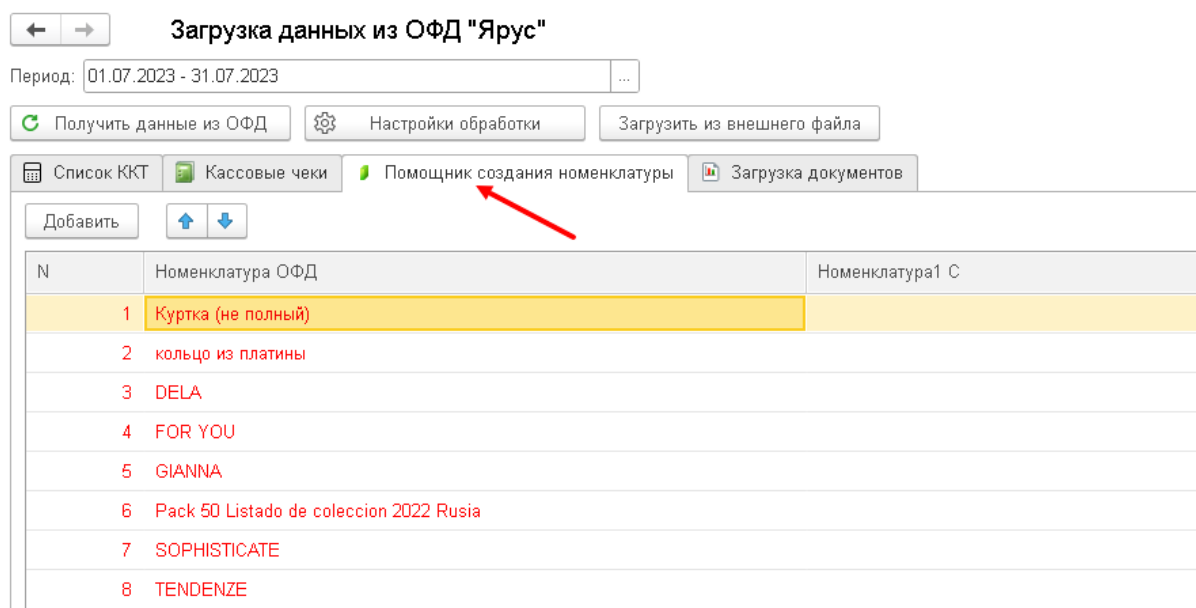 Загрузка данных из ОФД "Ярус"
Период: 01.07.2023 - 31.07.2023 ...
Получить данные из ОФД Настройки обработки Загрузить из внешнего файла
Список ККТ Кассовые чеки Помощник создания номенклатуры Загрузка документов
Добавить
N Номенклатура ОФД Номенклатура1 С
1 Куртка (не полный)
2 кольцо из платины
3 DELA
4 FOR YOU
5 GIANNA
6 Pack 50 Listado de coleccion 2022 Rusia
7 SOPHISTICATE
8 TENDENZE